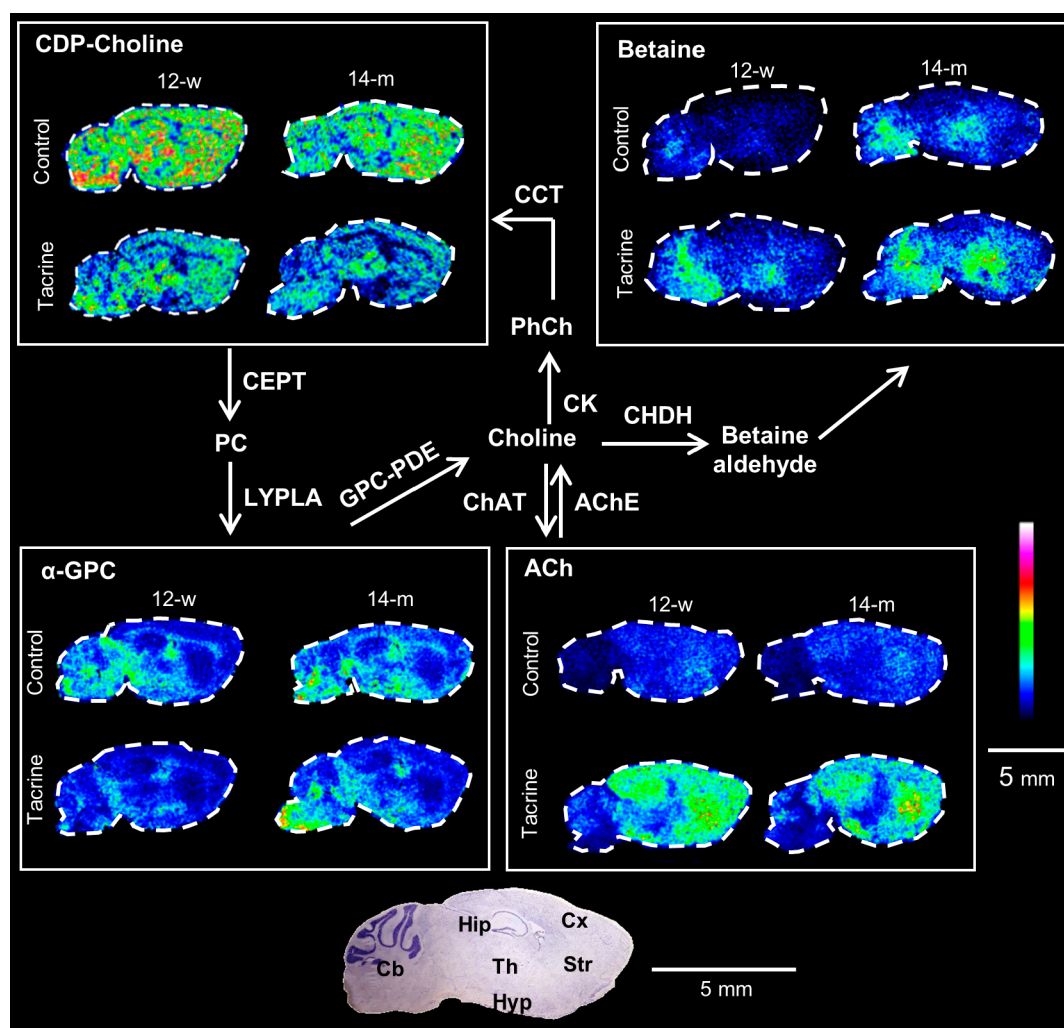 CDP-Choline
12-w
14-m
Control
Tacrine
Betaine
12-w
14-m
Control
Tacrine
CCT
PhCh
CK
CEPT
PC
LYPLA
GPC-PDE
Choline
CHDH
Betaine
aldehyde
ChAT
AChE
α-GPC
12-w
14-m
Control
Tacrine
ACh
12-w
14-m
Control
Tacrine
5 mm
Hip
Cx
Cb
Th
Str
Hyp
5 mm